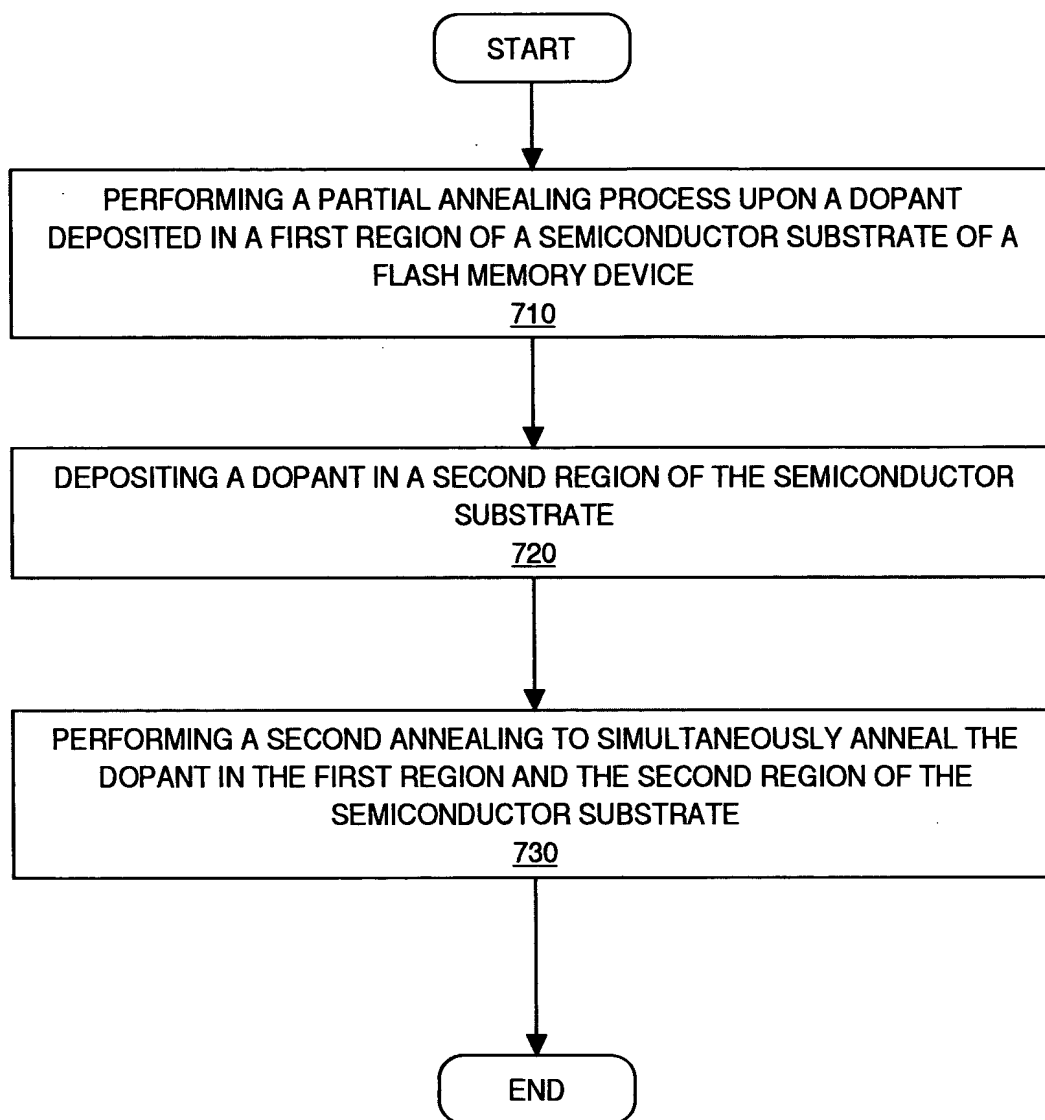 START
PERFORMING A PARTIAL ANNEALING PROCESS UPON A DOPANT
DEPOSITED IN A FIRST REGION OF A SEMICONDUCTOR SUBSTRATE OF A
FLASH MEMORY DEVICE
710
DEPOSITING A DOPANT IN A SECOND REGION OF THE SEMICONDUCTOR
SUBSTRATE
720
PERFORMING A SECOND ANNEALING TO SIMULTANEOUSLY ANNEAL THE
DOPANT IN THE FIRST REGION AND THE SECOND REGION OF THE
SEMICONDUCTOR SUBSTRATE
730
END